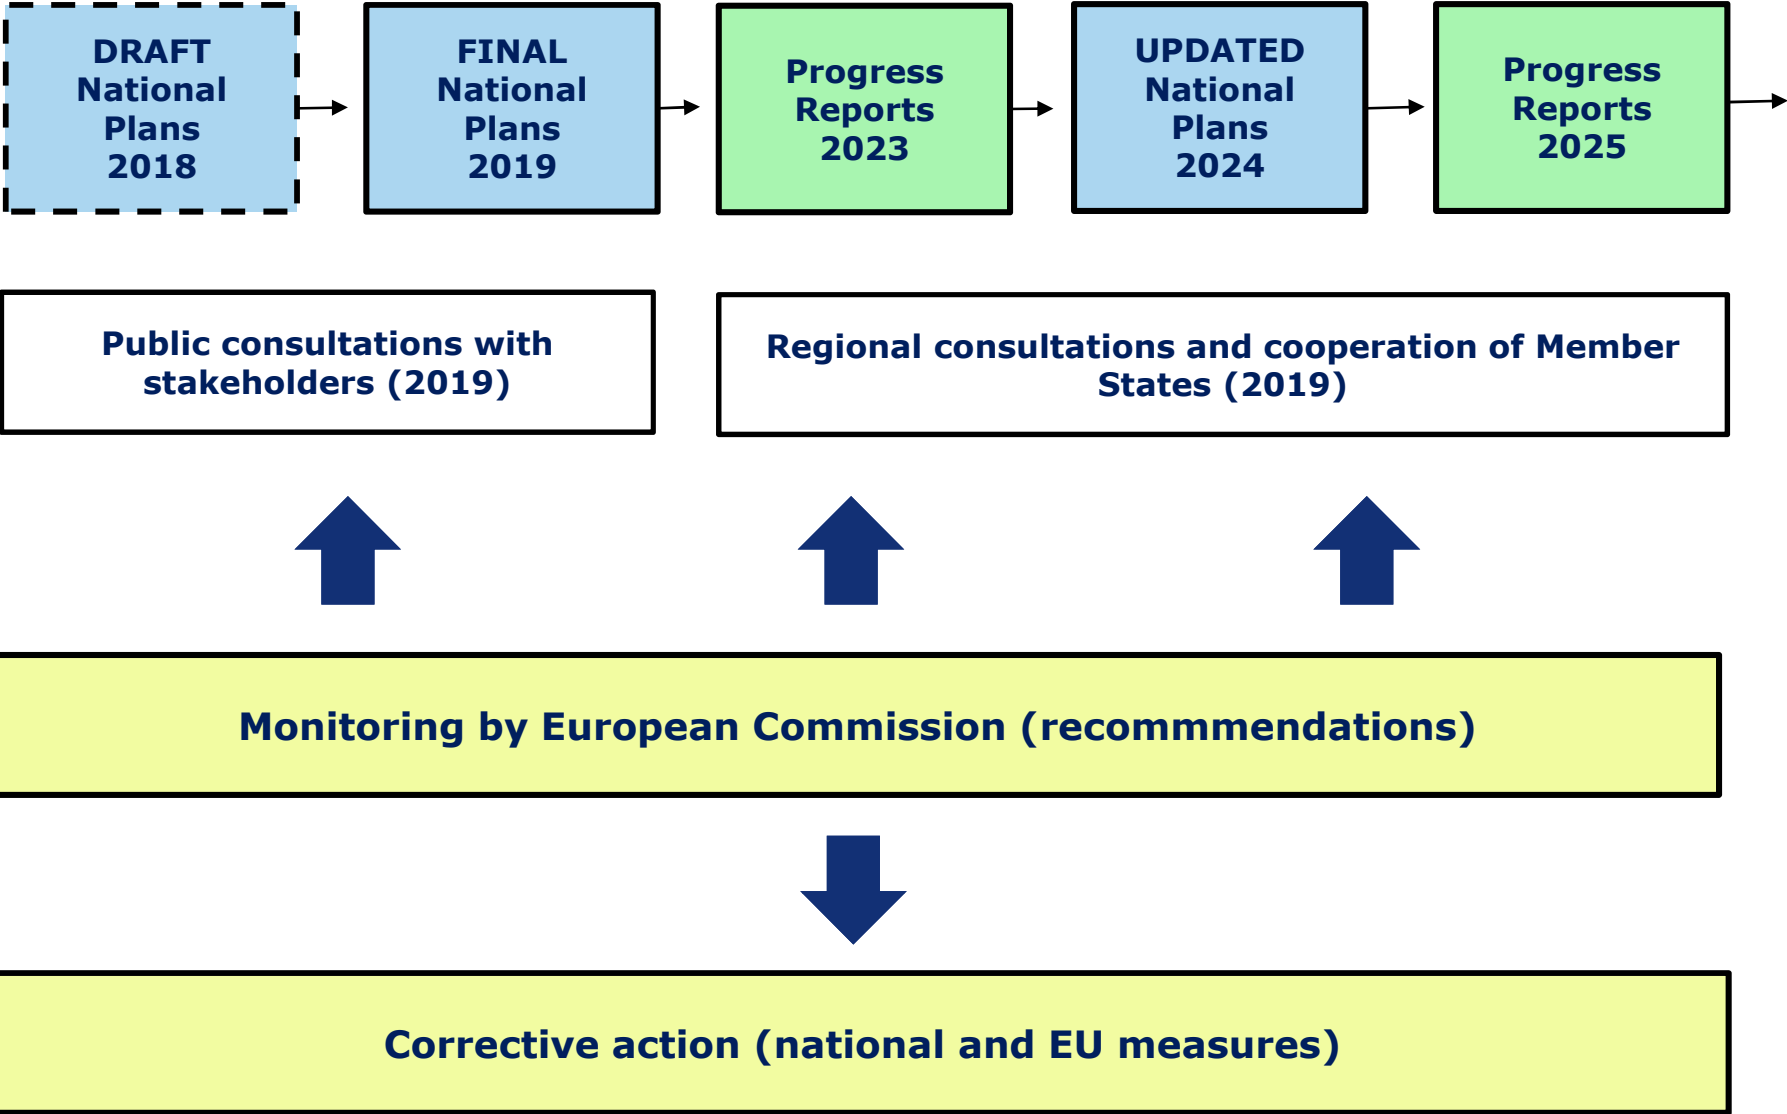 DRAFT
National
Plans
2018
FINAL
National
Plans
2019
Progress
Reports
2023
UPDATED
National
Plans
2024
Progress
Reports
2025
Public consultations with
stakeholders (2019)
Regional consultations and cooperation of Member
States (2019)
Monitoring by European Commission (recommmendations)
Corrective action (national and EU measures)